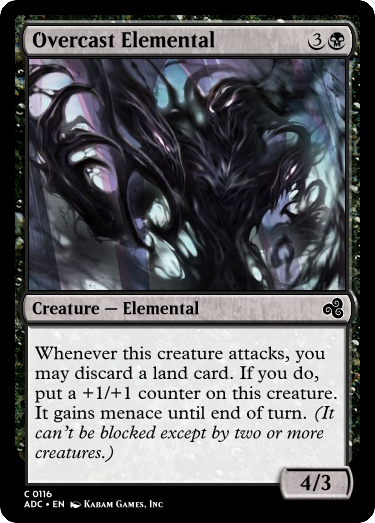 Overcast Elemental 3
Creature — Elemental
Whenever this creature attacks, you
may discard a land card. If you do,
put a +1/+1 counter on this creature.
It gains menace until end of turn. (It
can't be blocked except by two or more
creatures.)
4/3
C 0116
ADC • EN Kabam Games, Inc